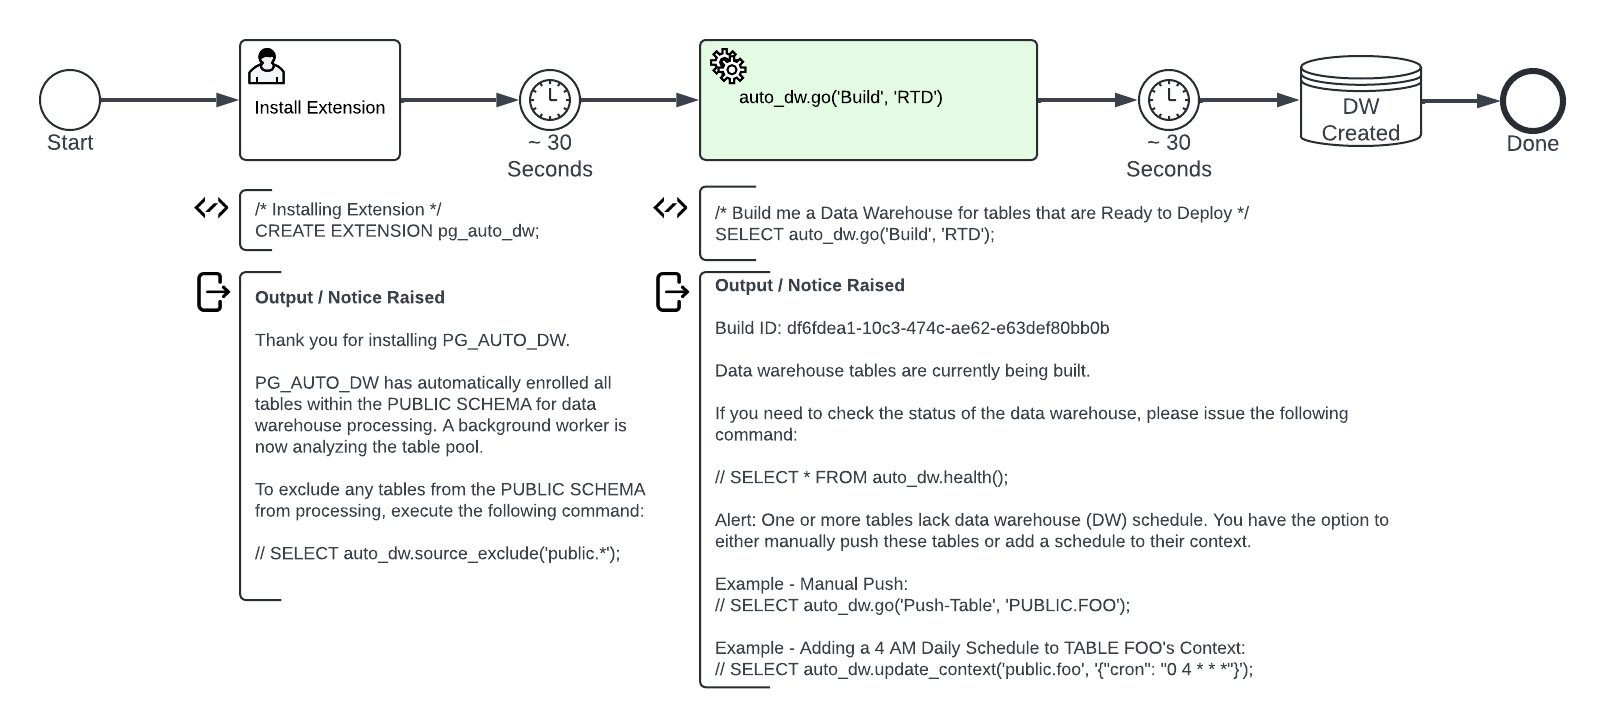 Start
Install Extension
~ 30
Seconds
auto_dw.go('Build', 'RTD')
~ 30
Seconds
DW
Created
Done
/* Installing Extension */
CREATE EXTENSION pg_auto_dw;
/* Build me a Data Warehouse for tables that are Ready to Deploy */
SELECT auto_dw.go('Build', 'RTD');
Output / Notice Raised
Thank you for installing PG_AUTO_DW.
PG_AUTO_DW has automatically enrolled all
tables within the PUBLIC SCHEMA for data
warehouse processing. A background worker is
now analyzing the table pool.
To exclude any tables from the PUBLIC SCHEMA
from processing, execute the following command:
// SELECT auto_dw.source_exclude('public.*');
Output / Notice Raised
Build ID: df6fdea1-10c3-474c-ae62-e63def80bb0b
Data warehouse tables are currently being built.
If you need to check the status of the data warehouse, please issue the following
command:
// SELECT * FROM auto_dw.health();
Alert: One or more tables lack data warehouse (DW) schedule. You have the option to
either manually push these tables or add a schedule to their context.
Example - Manual Push:
// SELECT auto_dw.go('Push-Table', 'PUBLIC.FOO');
Example - Adding a 4 AM Daily Schedule to TABLE FOO's Context:
// SELECT auto_dw.update_context('public.foo', '{"cron": "0 4 * * *"}');